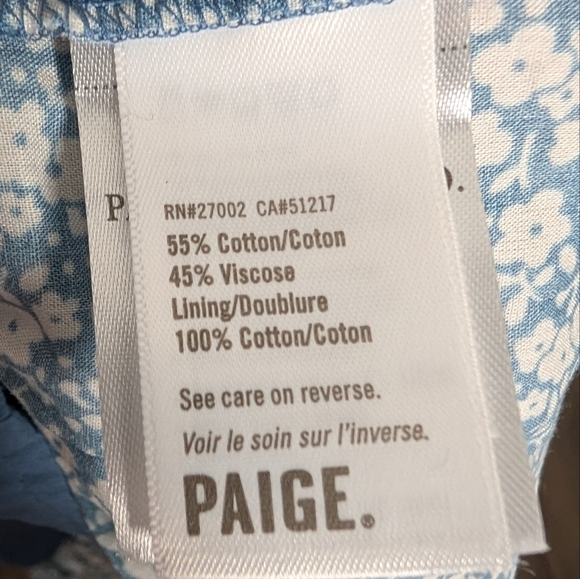 RN#27002 CA#51217
55% Cotton/Coton
45% Viscose
Lining/Doublure
100% Cotton/Coton
See care on reverse.
Voir le soin sur l'inverse.
PAIGE.®